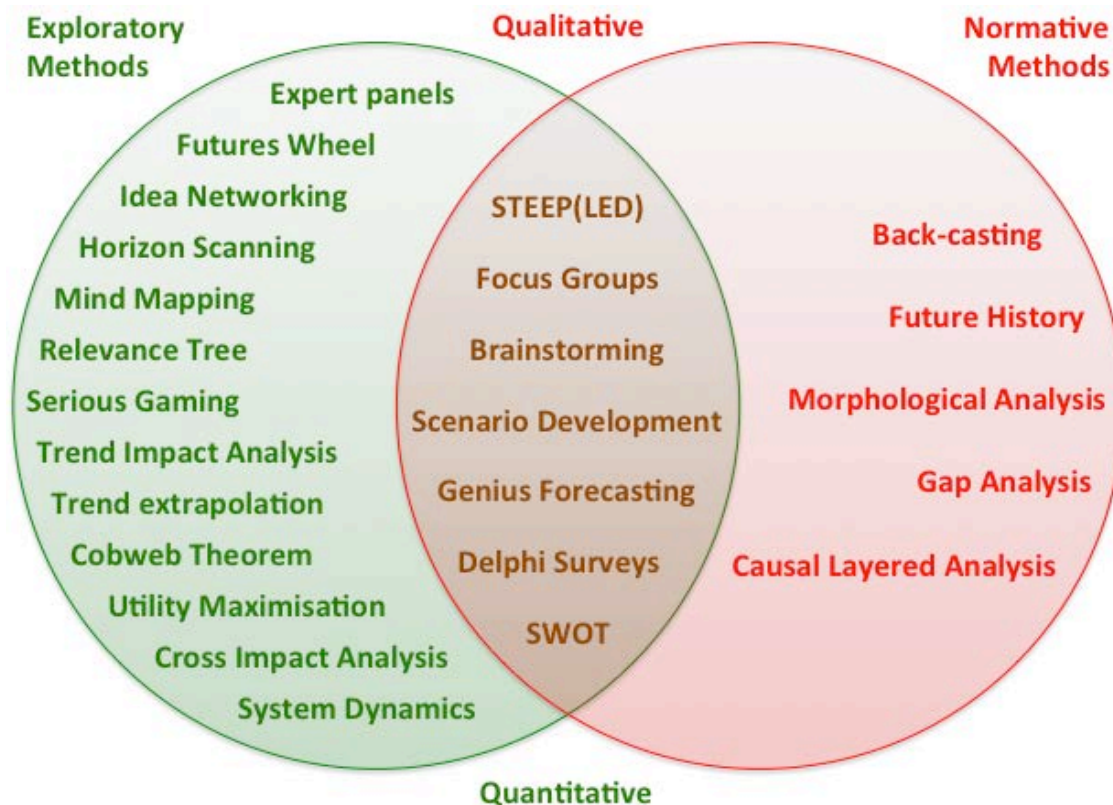 Exploratory
Methods
Qualitative
Normative
Methods
Expert panels
Futures Wheel
Idea Networking
Horizon Scanning
Mind Mapping
Relevance Tree
Serious Gaming
Trend Impact Analysis
Trend extrapolation
Cobweb Theorem
Utility Maximisation
Cross Impact Analysis
System Dynamics
STEEP(LED)
Focus Groups
Brainstorming
Scenario Development
Genius Forecasting
Delphi Surveys
SWOT
Back-casting
Future History
Morphological Analysis
Gap Analysis
Causal Layered Analysis
Quantitative